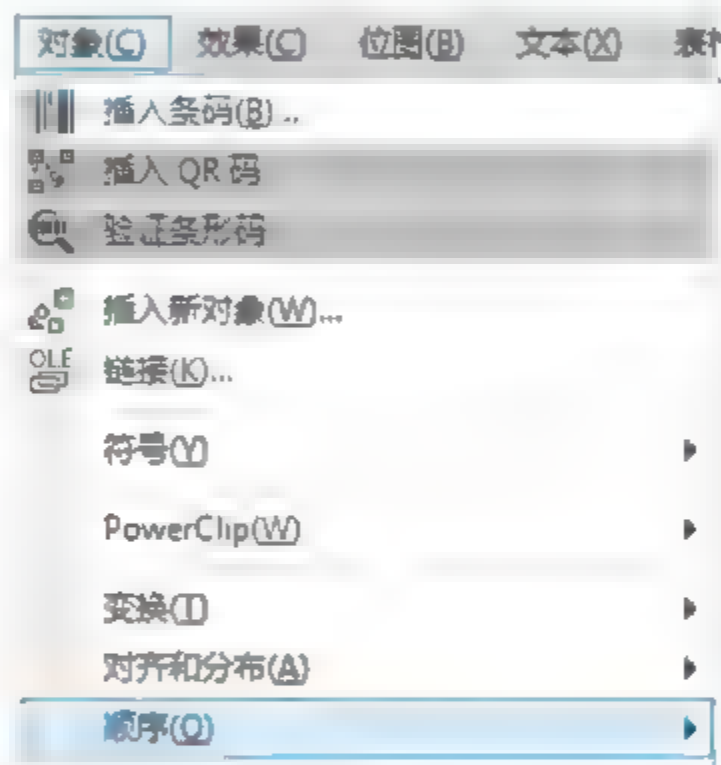 对象(C) 效果(C) 位图(B) 文本(X) 表
插入条码(B)...
插入 QR 码
验证条形码
插入新对象(W)...
OLE 链接(K)...
符号(Y)
PowerClip(W)
变换(T)
对齐和分布(A)
顺序(O)